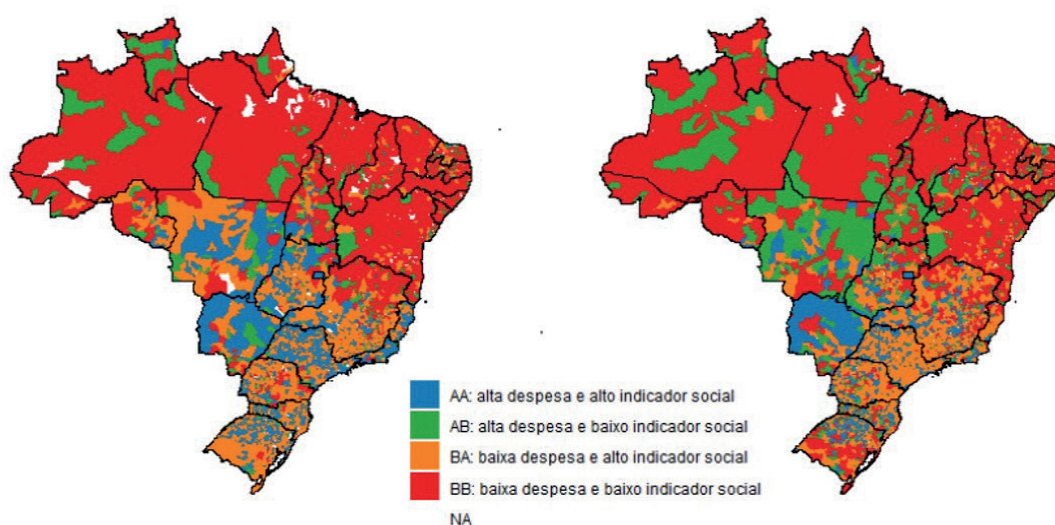 AA: alta despesa e alto indicador social
AB: alta despesa e baixo indicador social
BA: baixa despesa e alto indicador social
BB: baixa despesa e baixo indicador social
NA